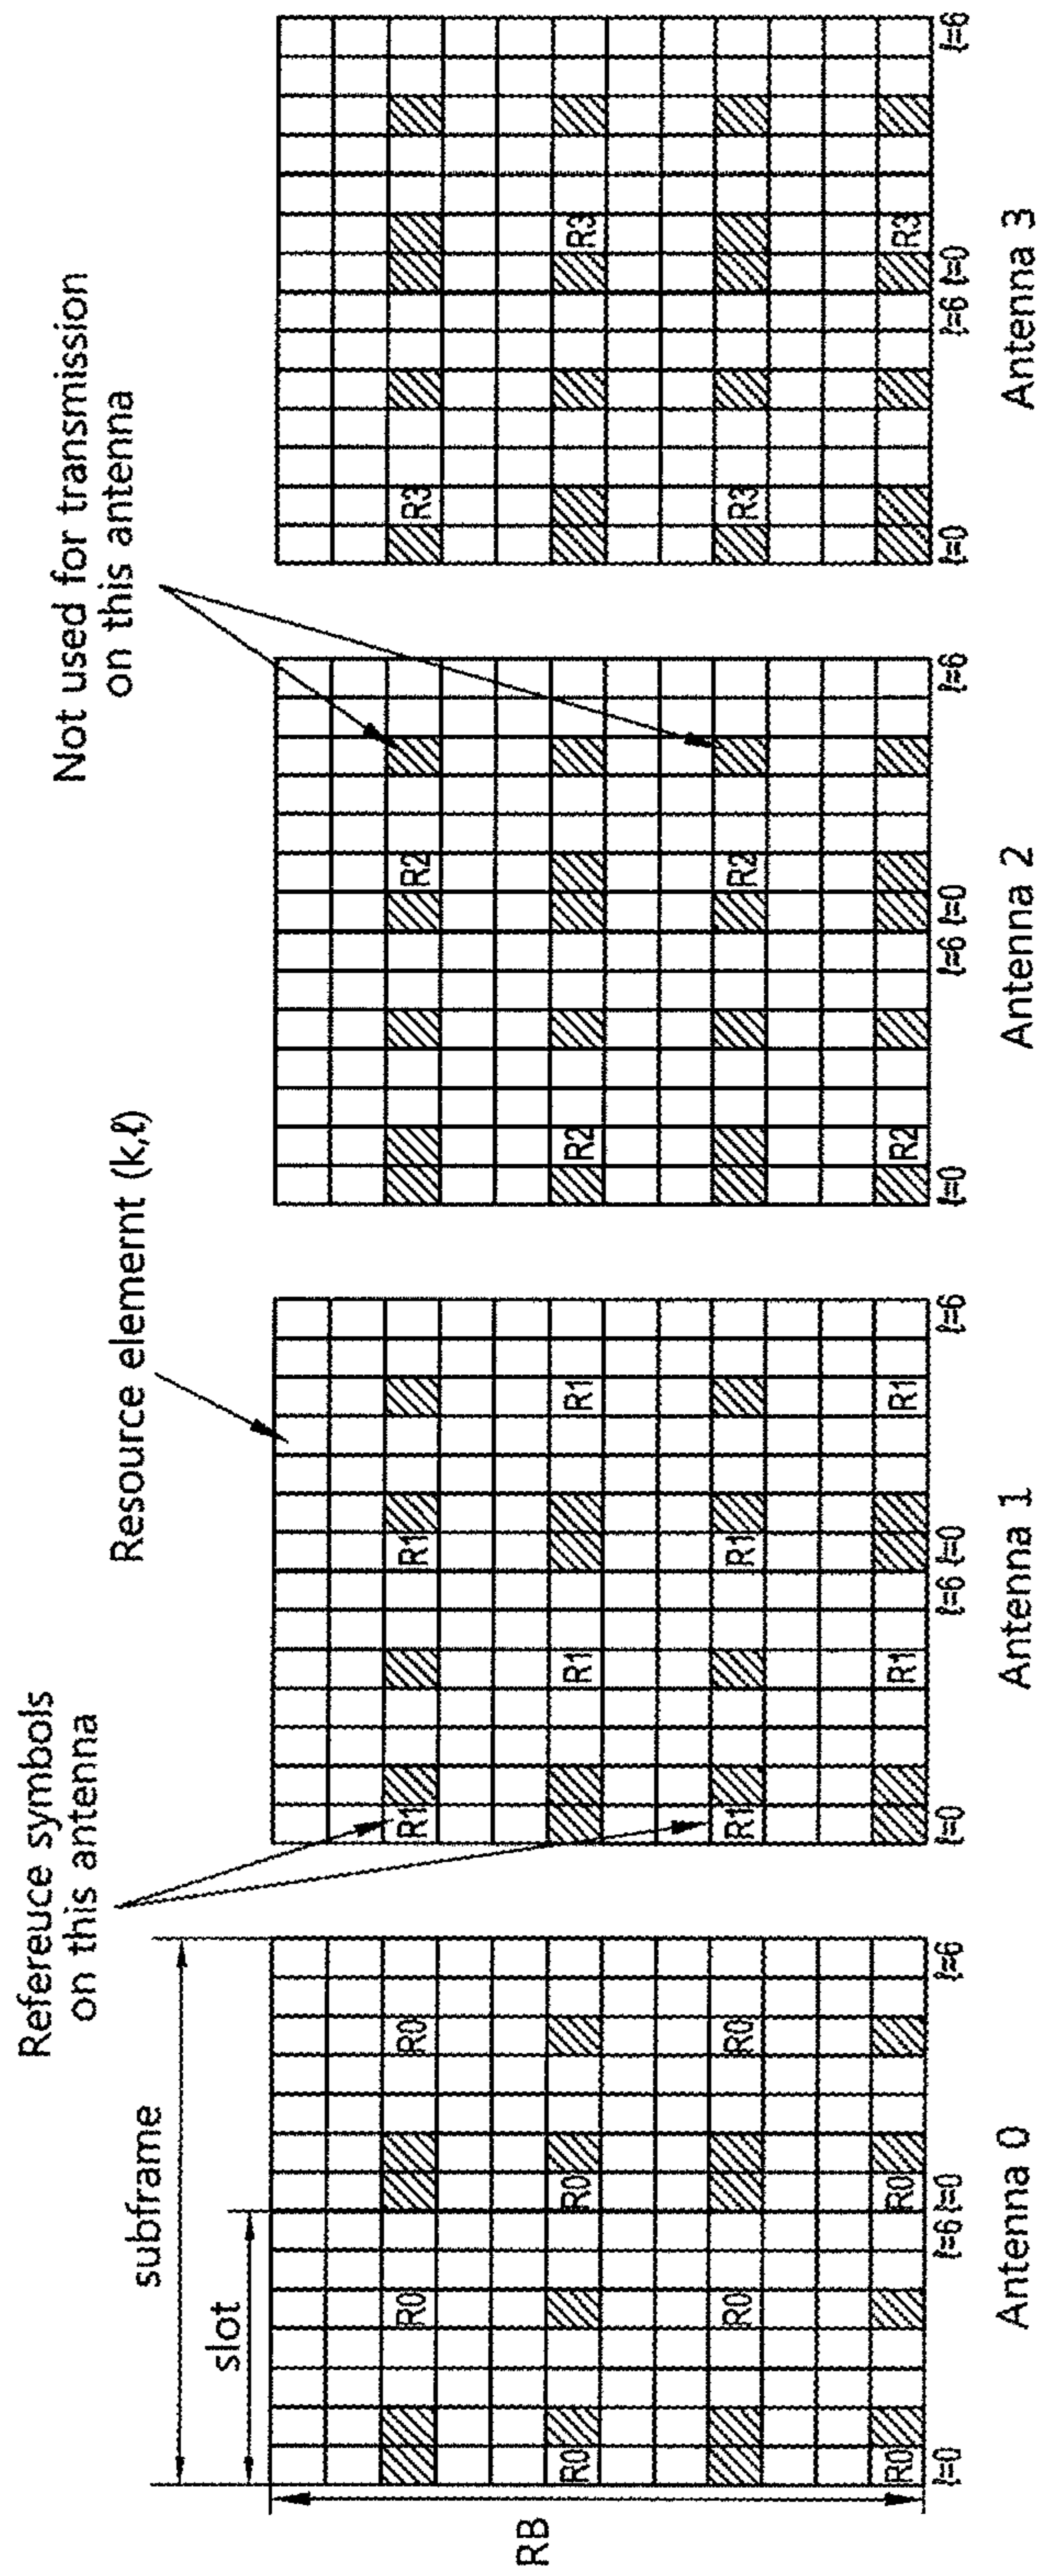 Refereuce symbols
on this antenna
Resource elemernt (k,ℓ)
Not used for transmission
on this antenna
subframe
slot
RB
R0 R0
R0 R0
R0 R0
R0 R0
ℓ=0 ℓ=6 ℓ=0 ℓ=6
Antenna 0
R1 R1
R1 R1
R1 R1
R1 R1
ℓ=0 ℓ=6 ℓ=0 ℓ=6
Antenna 1
R2
R2
R2
R2
ℓ=0 ℓ=6 ℓ=0 ℓ=6
Antenna 2
R3
R3
R3
R3
ℓ=0 ℓ=6 ℓ=0 ℓ=6
Antenna 3